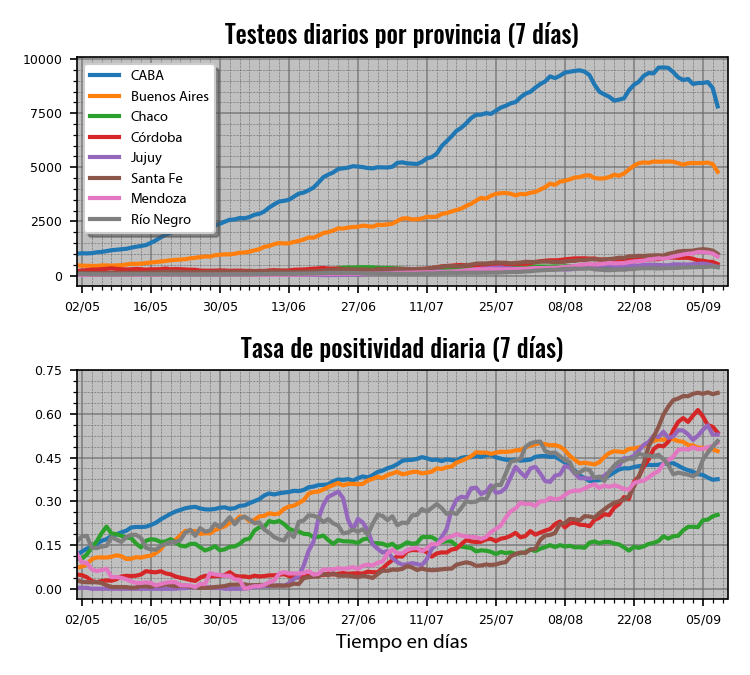 Testeos diarios por provincia (7 días)
10000
7500
5000
2500
0
CABA
Buenos Aires
Chaco
Córdoba
Jujuy
Santa Fe
Mendoza
Río Negro
02/05 16/05 30/05 13/06 27/06 11/07 25/07 08/08 22/08 05/09
Tasa de positividad diaria (7 días)
0.75
0.60
0.45
0.30
0.15
0.00
02/05 16/05 30/05 13/06 27/06 11/07 25/07 08/08 22/08 05/09
Tiempo en días